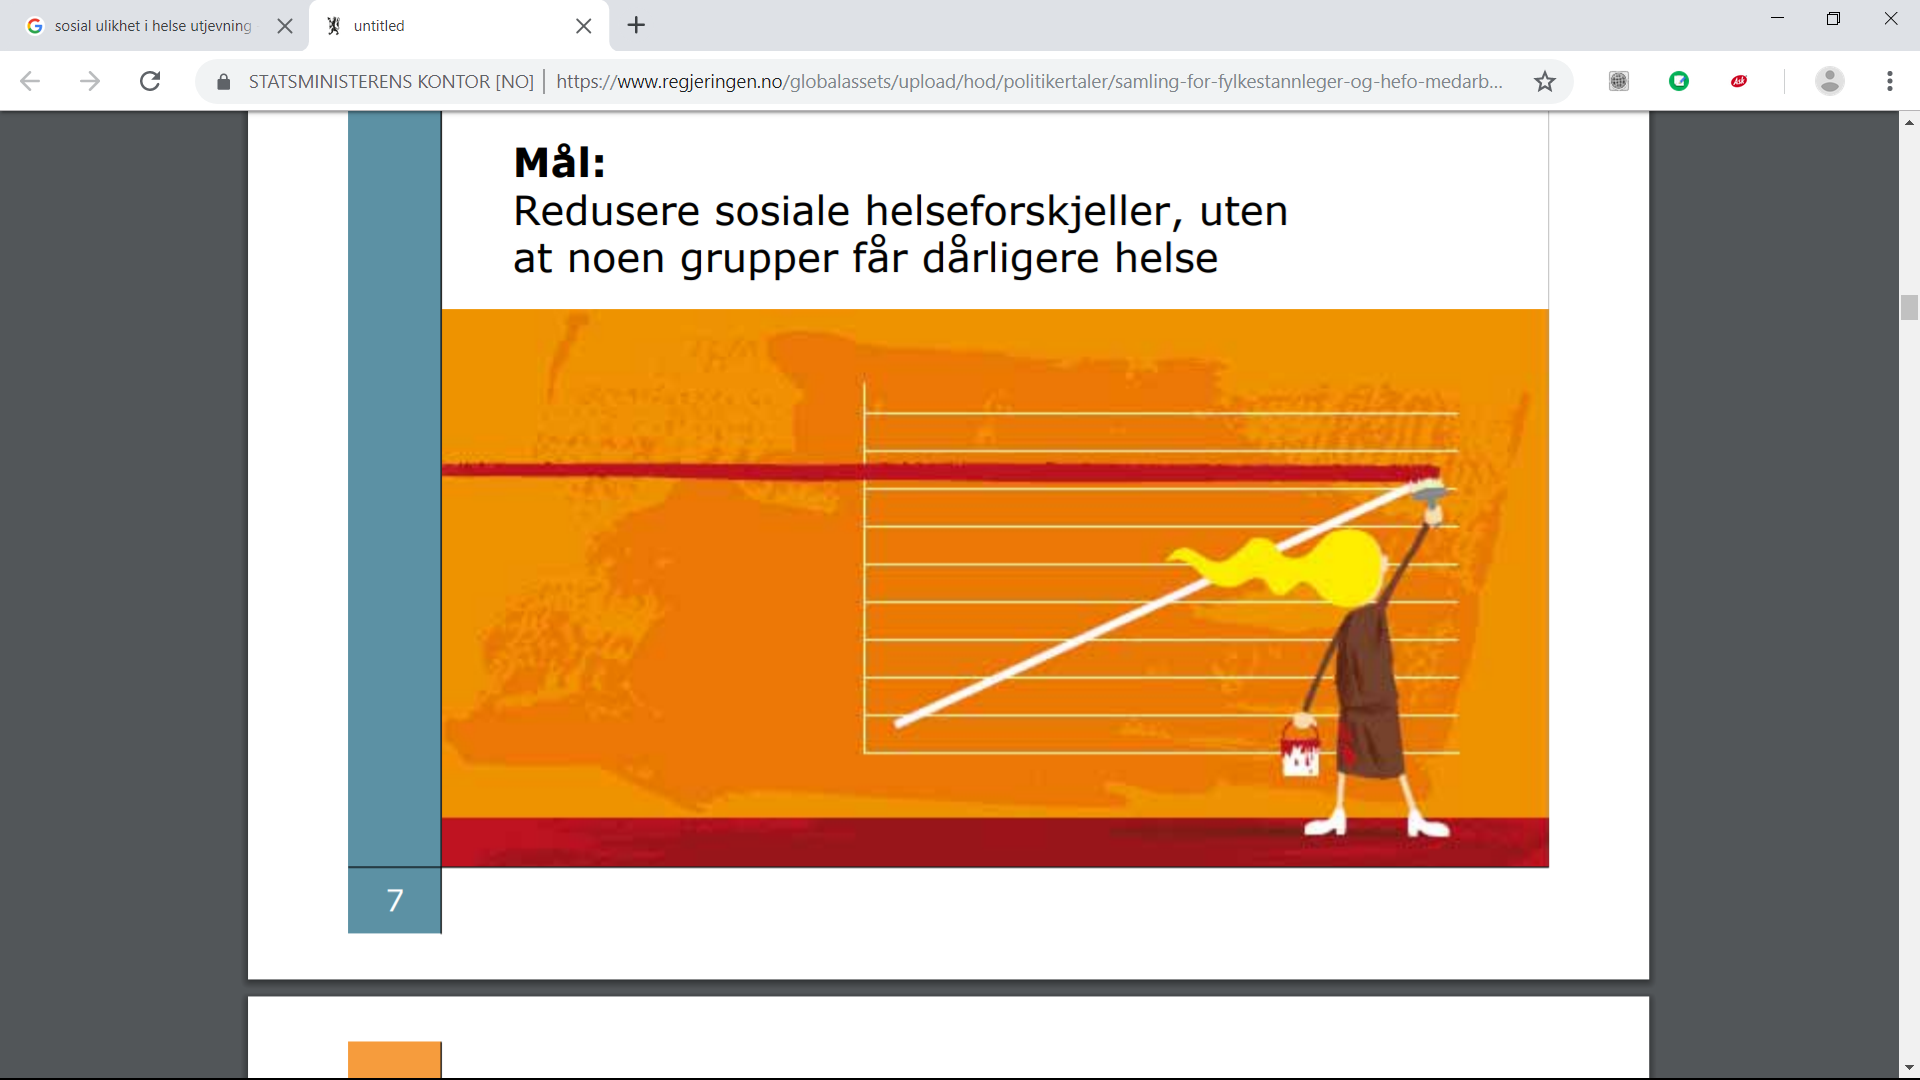 sosial ulikhet i helse utjevning
untitled
STATSMINISTERENS KONTOR [NO]
https://www.regjeringen.no/globalassets/upload/hod/politikertaler/samling-for-fylkestannleger-og-hefo-medarb...
Ask
Mål:
Redusere sosiale helseforskjeller, uten
at noen grupper får dårligere helse
7